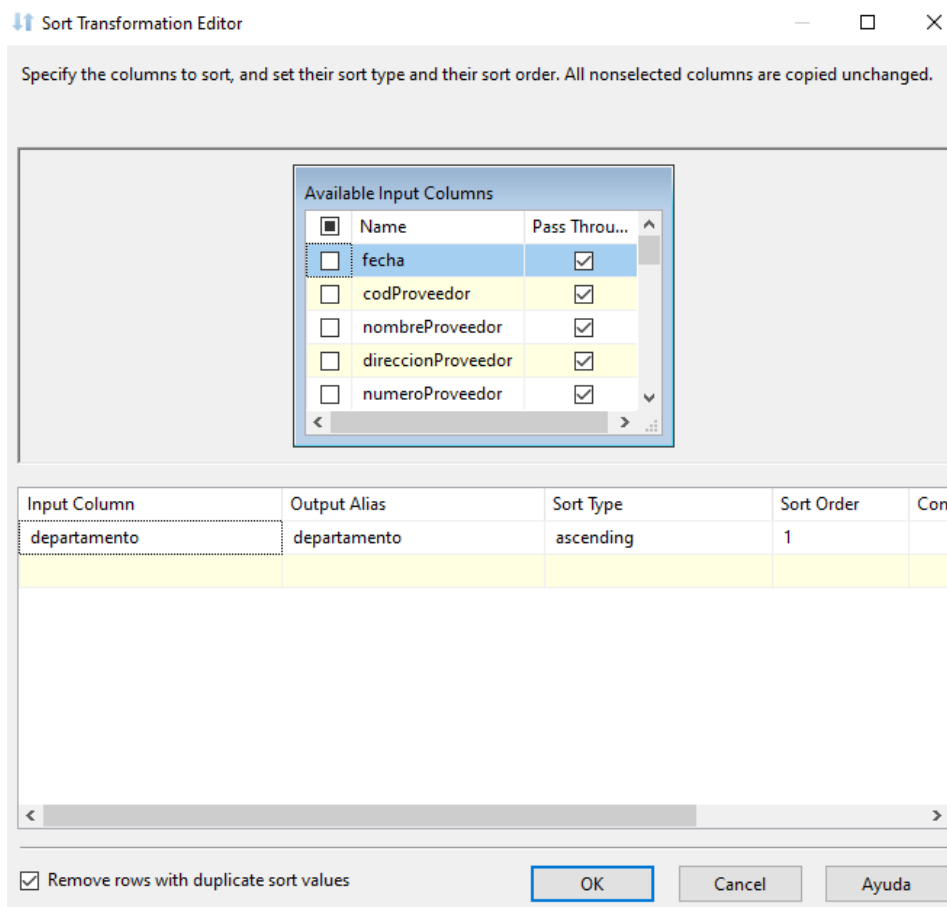 Sort Transformation Editor
Specify the columns to sort, and set their sort type and their sort order. All nonselected columns are copied unchanged.
Available Input Columns
Name Pass Throu...
fecha
codProveedor
nombreProveedor
direccionProveedor
numeroProveedor
Input Column Output Alias Sort Type Sort Order Con
departamento departamento ascending 1
Remove rows with duplicate sort values
OK Cancel Ayuda